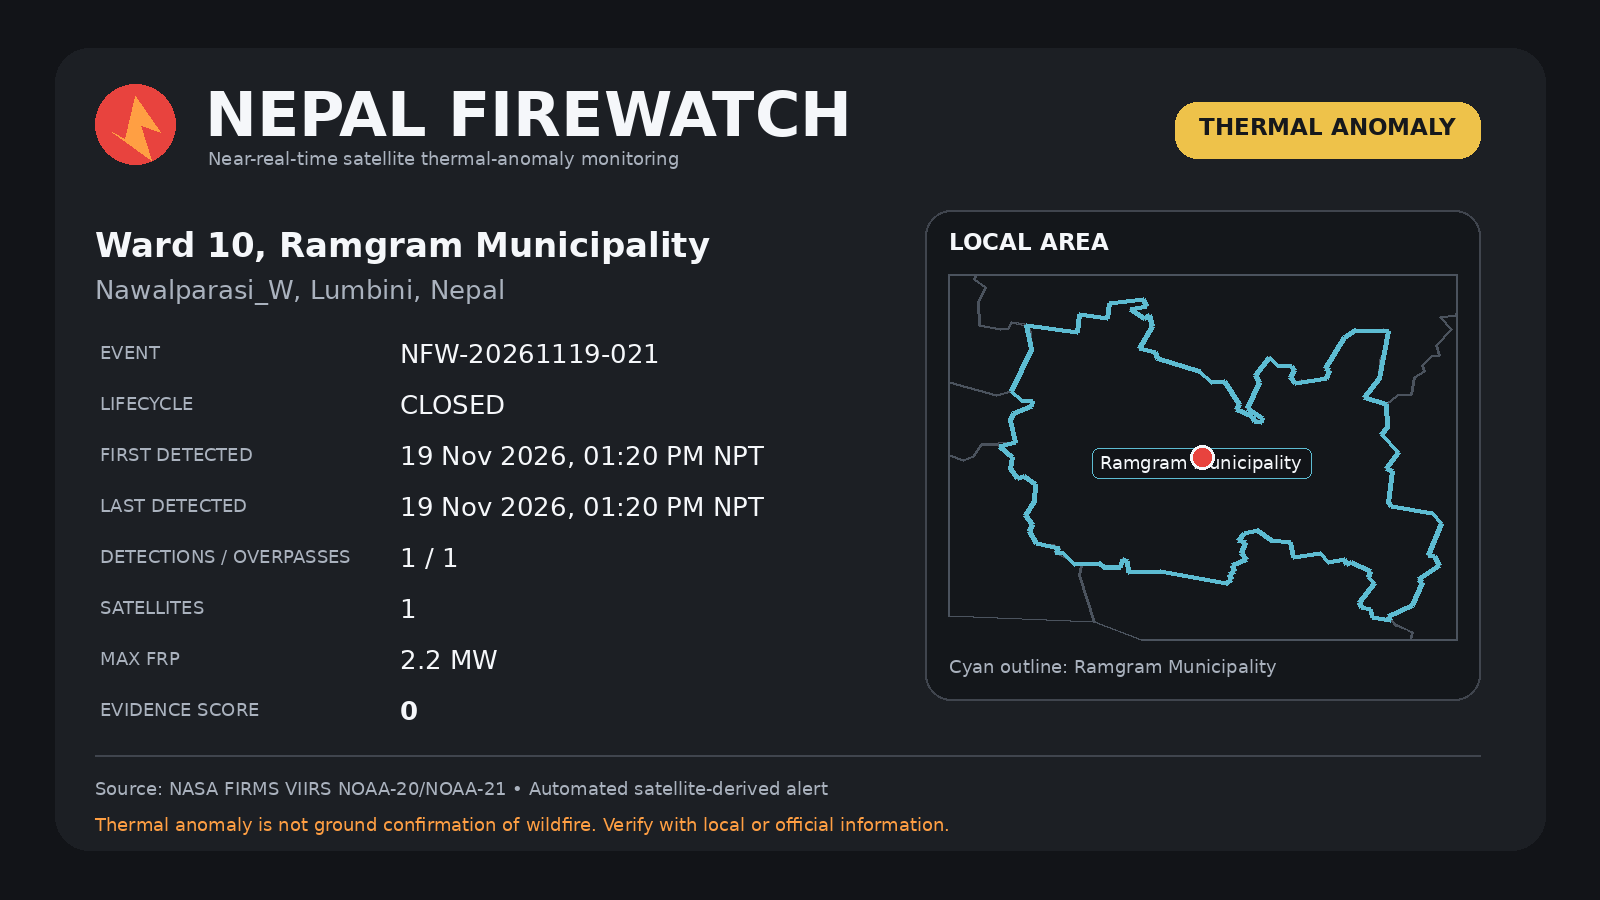 NEPAL FIREWATCH
Near-real-time satellite thermal-anomaly monitoring
THERMAL ANOMALY
Ward 10, Ramgram Municipality
Nawalparasi_W, Lumbini, Nepal
EVENT NFW-20261119-021
LIFECYCLE CLOSED
FIRST DETECTED 19 Nov 2026, 01:20 PM NPT
LAST DETECTED 19 Nov 2026, 01:20 PM NPT
DETECTIONS / OVERPASSES 1 / 1
SATELLITES 1
MAX FRP 2.2 MW
EVIDENCE SCORE 0
LOCAL AREA
Ramgram Municipality
Cyan outline: Ramgram Municipality
Source: NASA FIRMS VIIRS NOAA-20/NOAA-21 • Automated satellite-derived alert
Thermal anomaly is not ground confirmation of wildfire. Verify with local or official information.